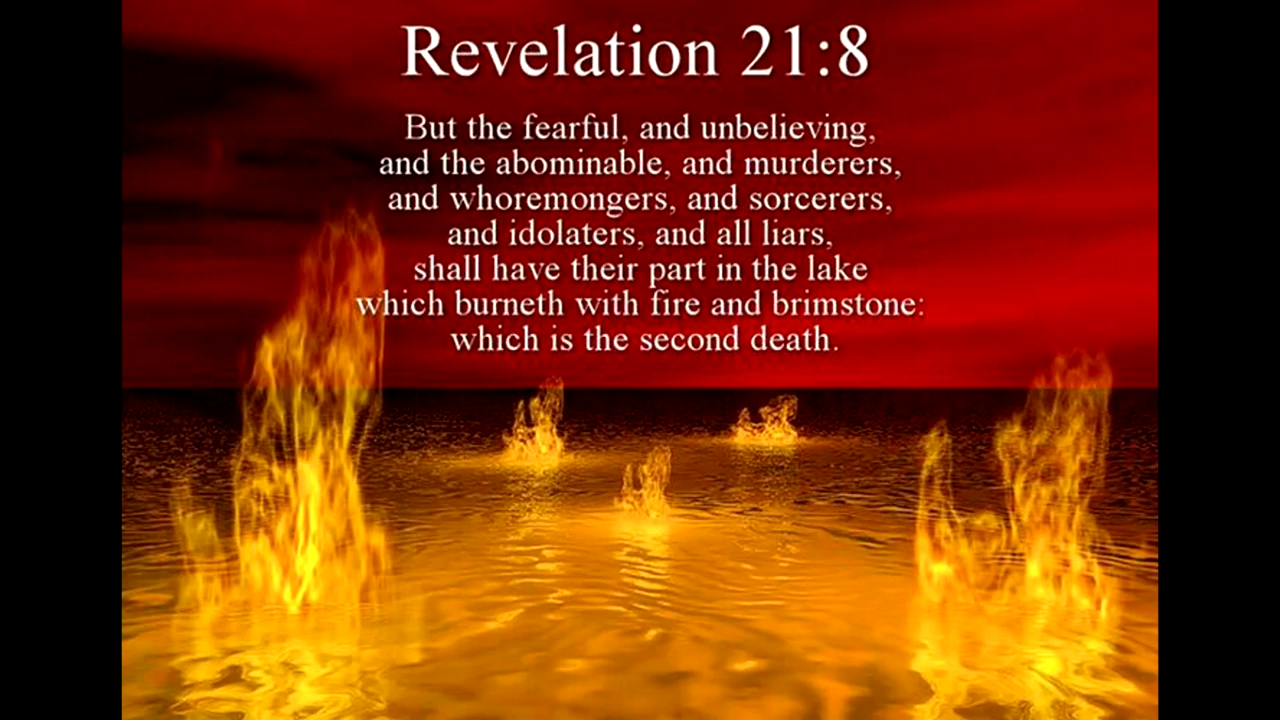 Revelation 21:8
But the fearful, and unbelieving,
and the abominable, and murderers,
and whoremongers, and sorcerers,
and idolaters, and all liars,
shall have their part in the lake
which burneth with fire and brimstone:
which is the second death.